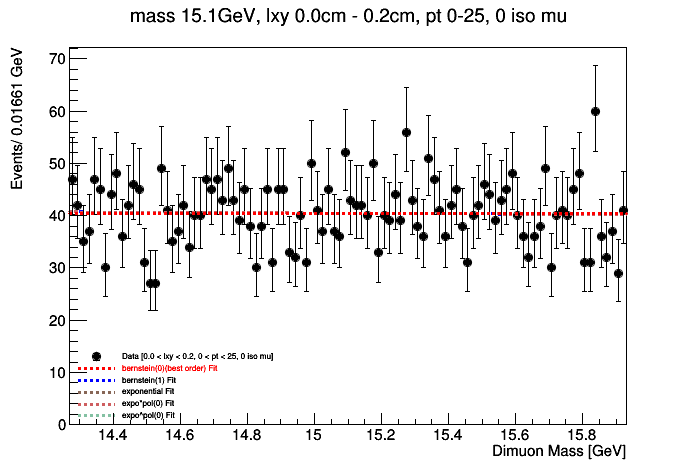 mass 15.1GeV, lxy 0.0cm - 0.2cm, pt 0-25, 0 iso mu
Events/ 0.01661 GeV
70
60
50
40
30
20
10
0
Data [0.0 < lxy < 0.2, 0 < pt < 25, 0 iso mu]
bernstein(0)(best order) Fit
bernstein(1) Fit
exponential Fit
expo*pol(0) Fit
expo*pol(0) Fit
14.4 14.6 14.8 15 15.2 15.4 15.6 15.8
Dimuon Mass [GeV]